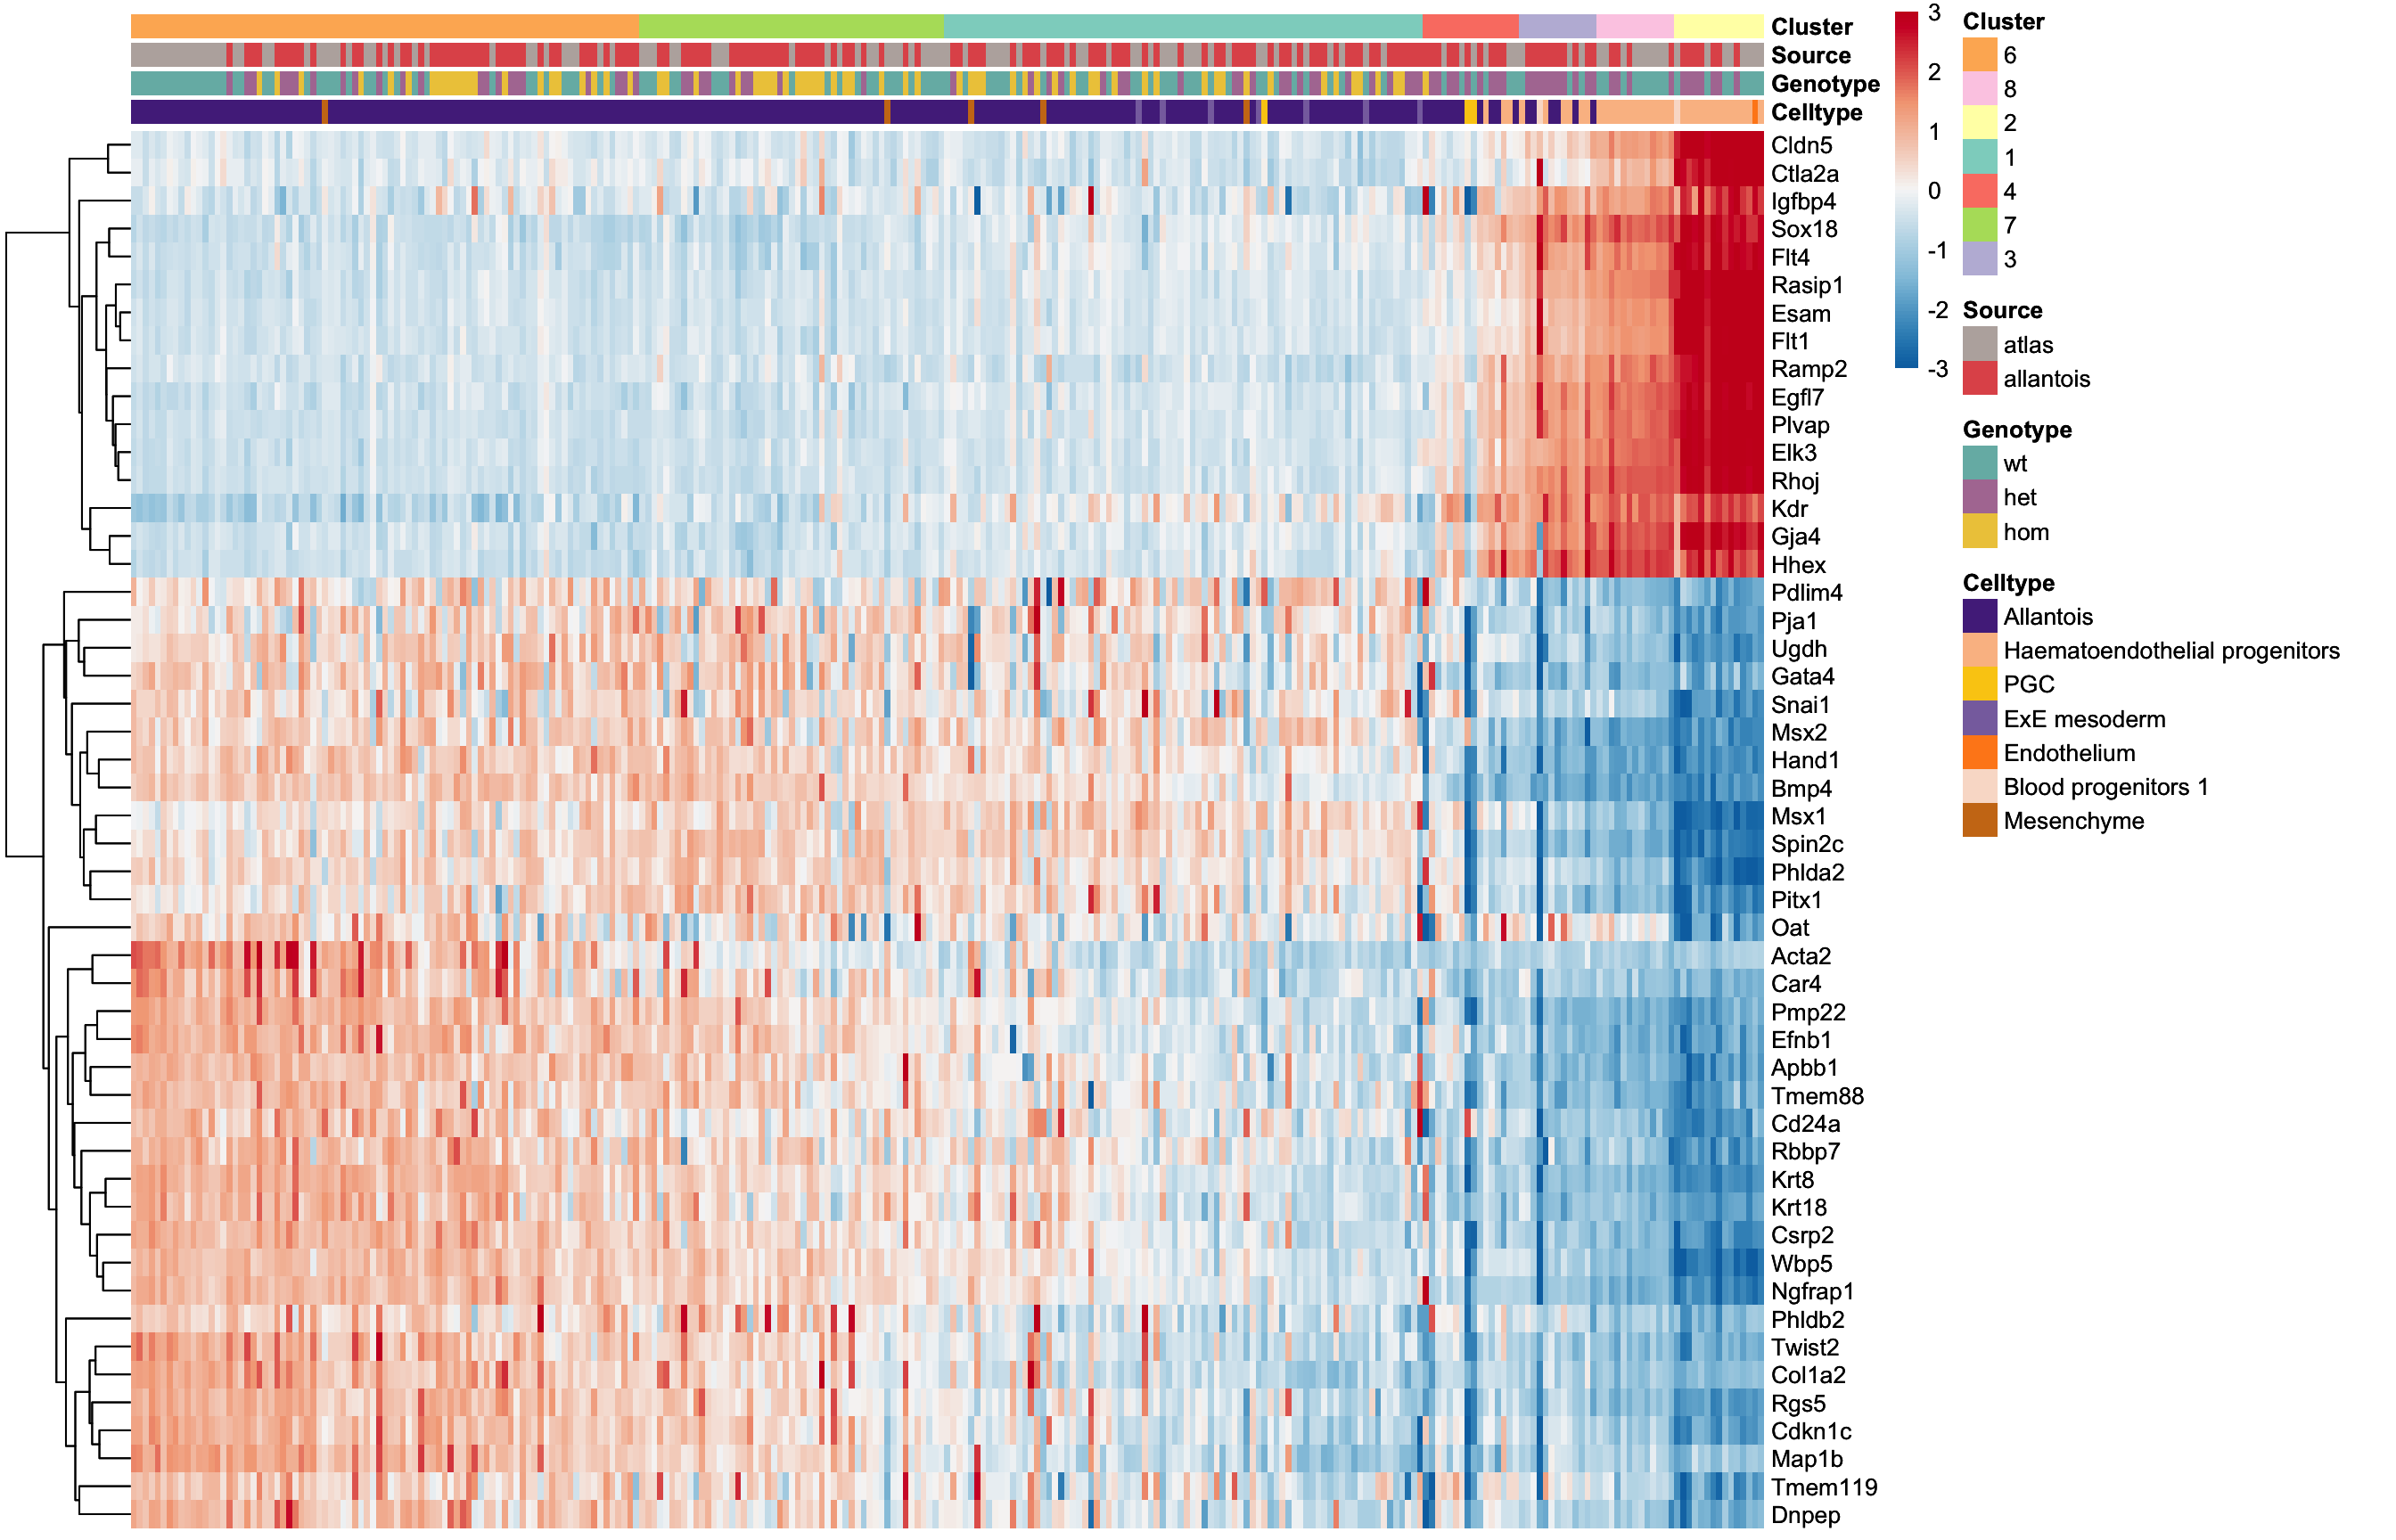 Cluster
Source
Genotype
Celltype
Cldn5
Ctla2a
Igfbp4
Sox18
Flt4
Rasip1
Esam
Flt1
Ramp2
Egfl7
Plvap
Elk3
Rhoj
Kdr
Gja4
Hhex
Pdlim4
Pja1
Ugdh
Gata4
Snai1
Msx2
Hand1
Bmp4
Msx1
Spin2c
Phlda2
Pitx1
Oat
Acta2
Car4
Pmp22
Efnb1
Apbb1
Tmem88
Cd24a
Rbbp7
Krt8
Krt18
Csrp2
Wbp5
Ngfrap1
Phldb2
Twist2
Col1a2
Rgs5
Cdkn1c
Map1b
Tmem119
Dnpep
3
2
1
0
-1
-2
-3
Cluster
6
8
2
1
4
7
3
Source
atlas
allantois
Genotype
wt
het
hom
Celltype
Allantois
Haematoendothelial progenitors
PGC
ExE mesoderm
Endothelium
Blood progenitors 1
Mesenchyme